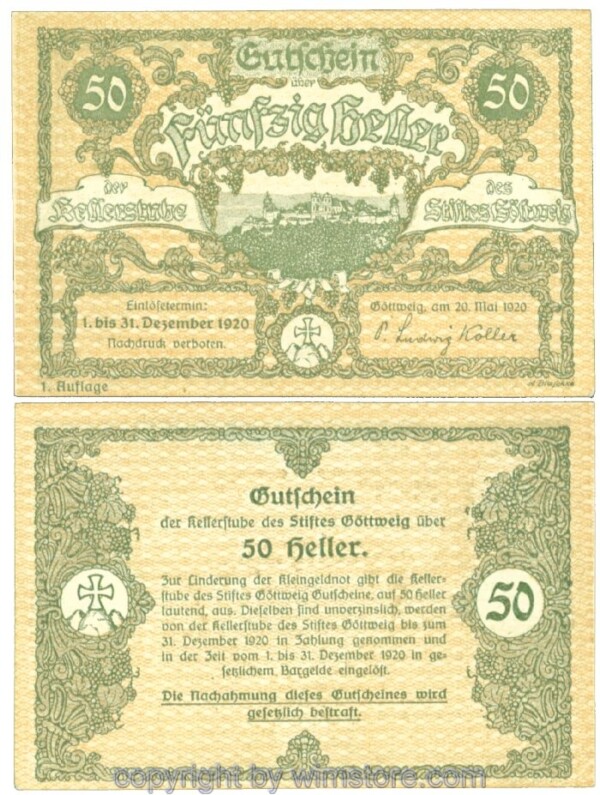 Gutschein
über
50
Fünfzig Heller
50
der
Kellerstube
des
Stiftes Göttweig
Einlösetermin:
1. bis 31. Dezember 1920
Nachdruck verboten.
Göttweig, am 20. Mai 1920
P. Ludwig Koller
1. Auflage
Gutschein
der Kellerstube des Stiftes Göttweig über
50 Heller.
Zur Linderung der Kleingeldnot gibt die Keller-
stube des Stiftes Göttweig Gutscheine, auf 50 Heller
lautend, aus. Dieselben sind unverzinslich, werden
von der Kellerstube des Stiftes Göttweig bis zum
31. Dezember 1920 in Zahlung genommen und
in der Zeit vom 1. bis 31. Dezember 1920 in ge-
setzlichem Bargelde eingelöst.
Die Nachahmung dieses Gutscheines wird
gesetzlich bestraft.
50
copyright by wimstore.com